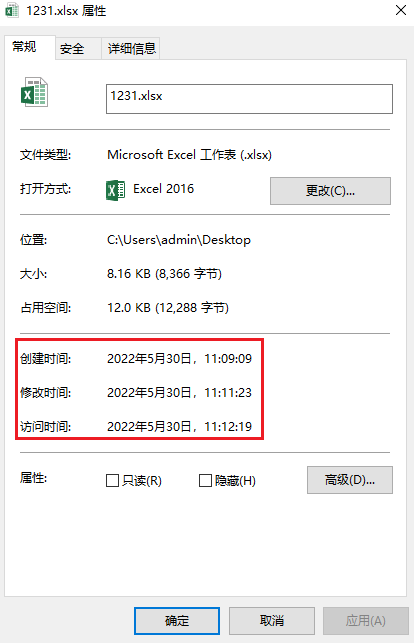 1231.xlsx 属性
常规 安全 详细信息
1231.xlsx
文件类型: Microsoft Excel 工作表 (.xlsx)
打开方式: Excel 2016 更改(C)...
位置: C:\Users\admin\Desktop
大小: 8.16 KB (8,366 字节)
占用空间: 12.0 KB (12,288 字节)
创建时间: 2022年5月30日，11:09:09
修改时间: 2022年5月30日，11:11:23
访问时间: 2022年5月30日，11:12:19
属性: 只读(R) 隐藏(H) 高级(D)...
确定 取消 应用(A)